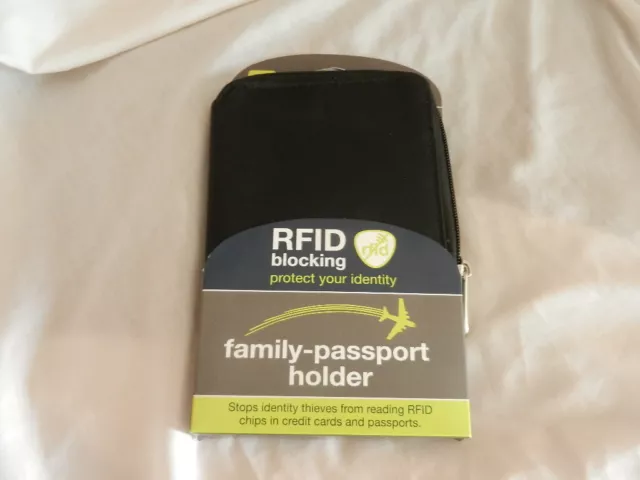 RFID
blocking
rfid
protect your identity
family-passport
holder
Stops identity thieves from reading RFID
chips in credit cards and passports.